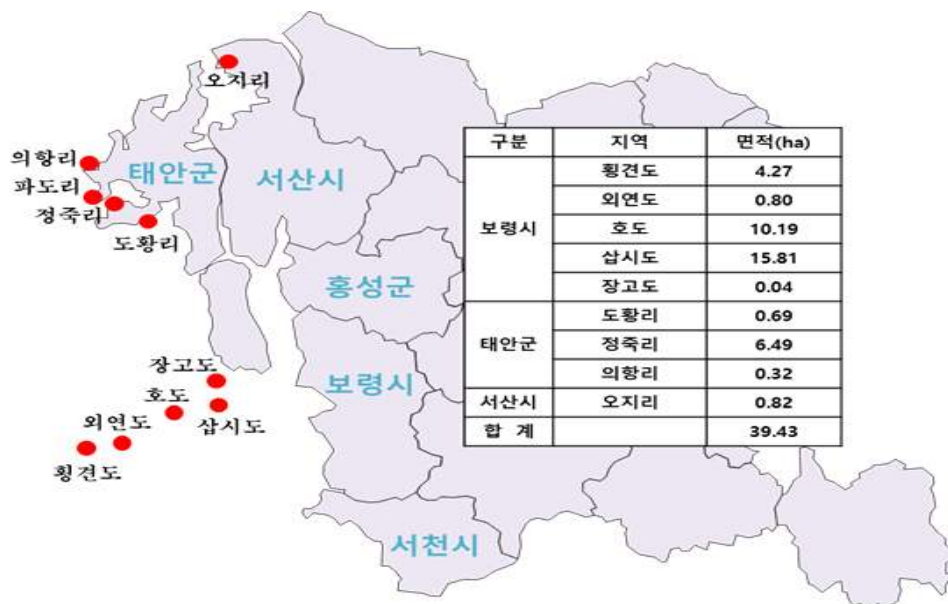 오지리
의항리
태안군
서산시
파도리
정죽리
도황리
홍성군
장고도
보령시
호도
외연도
삽시도
횡견도
서천시
구분 지역 면적(ha)
보령시 횡견도 4.27
외연도 0.80
호도 10.19
삽시도 15.81
장고도 0.04
태안군 도황리 0.69
정죽리 6.49
의항리 0.32
서산시 오지리 0.82
합 계 39.43